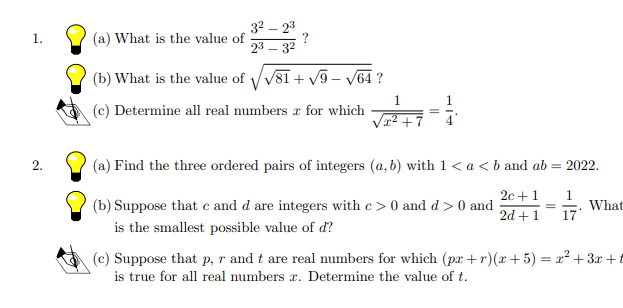 1. (a) What is the value of \frac{3^2 − 2^3}{2^3 − 3^2} ?
(b) What is the value of \sqrt{\sqrt{81} + \sqrt{9} − \sqrt{64}} ?
(c) Determine all real numbers x for which \frac{1}{\sqrt{x^2 + 7}} = \frac{1}{4}.
2. (a) Find the three ordered pairs of integers (a, b) with 1 < a < b and ab = 2022.
(b) Suppose that c and d are integers with c > 0 and d > 0 and \frac{2c + 1}{2d + 1} = \frac{1}{17}. What
is the smallest possible value of d?
(c) Suppose that p, r and t are real numbers for which (px + r)(x + 5) = x^2 + 3x + t
is true for all real numbers x. Determine the value of t.